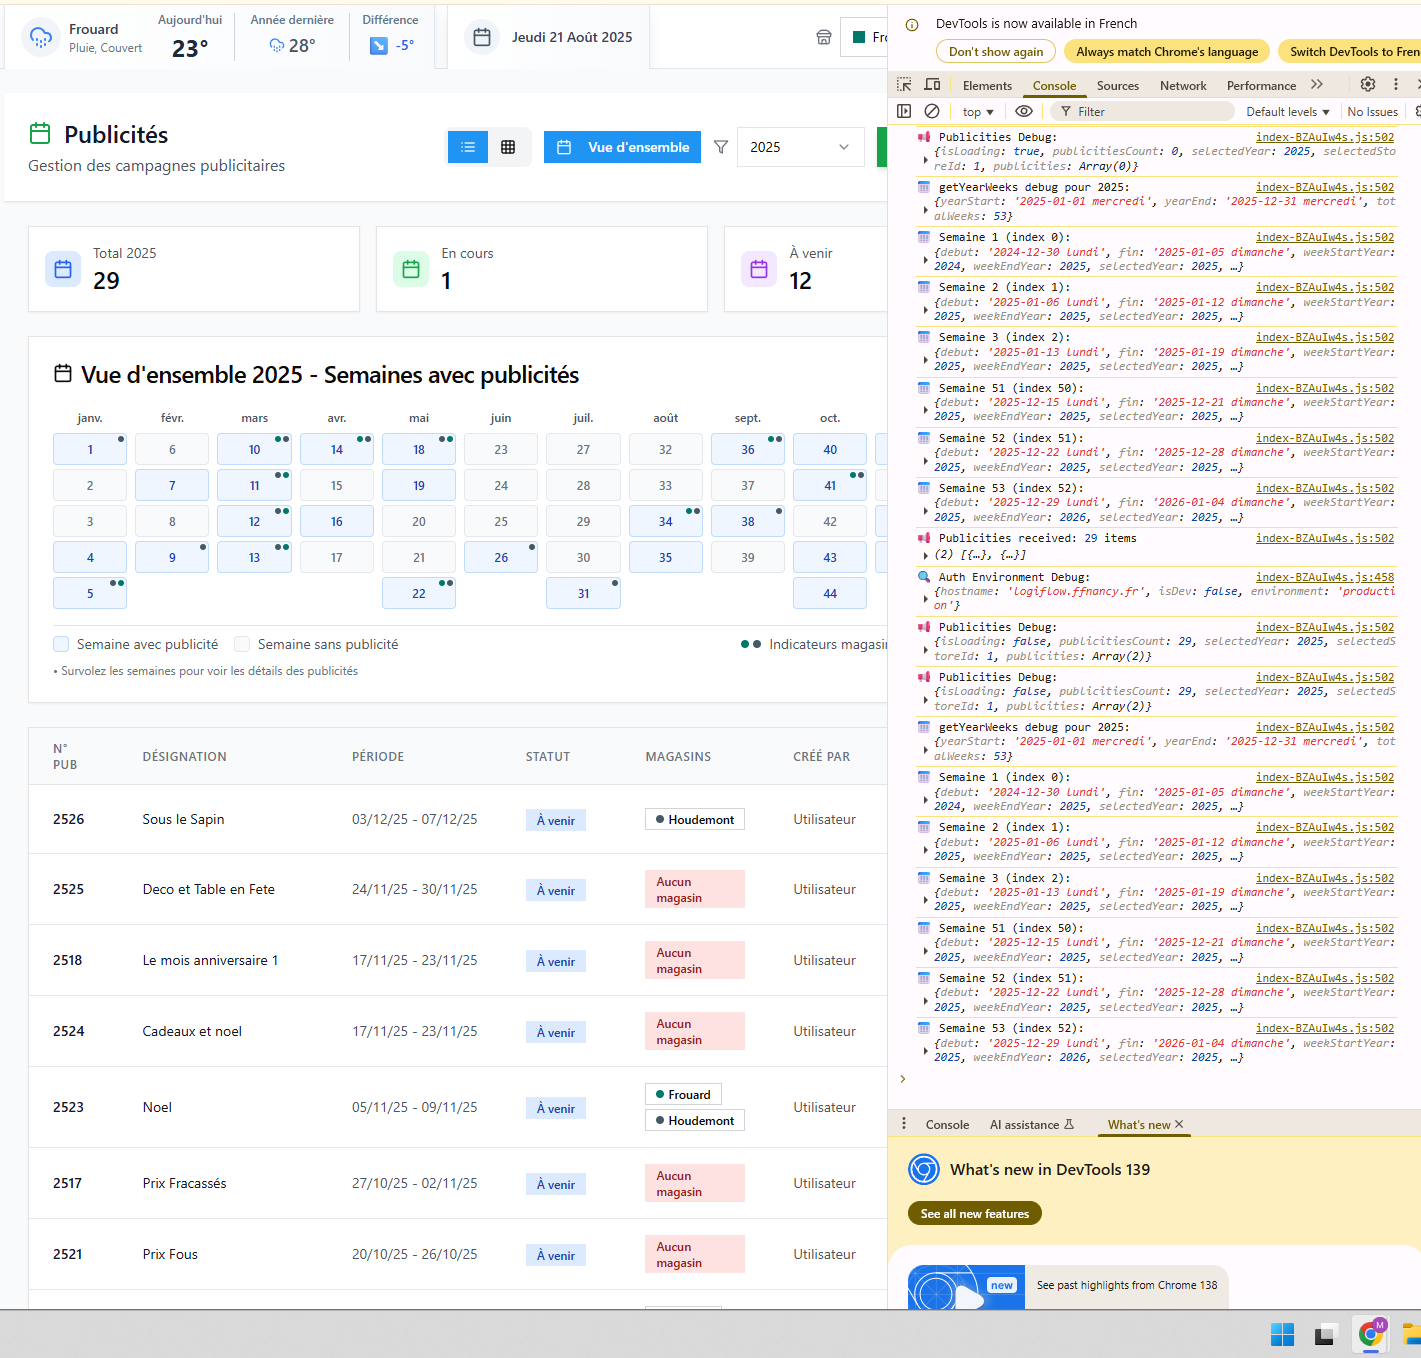 Frouard
Pluie, Couvert
Aujourd'hui
23°
Année dernière
28°
Différence
-5°
Jeudi 21 Août 2025
Fro
Publicités
Gestion des campagnes publicitaires
Vue d'ensemble
2025
Total 2025
29
En cours
1
À venir
12
Vue d'ensemble 2025 - Semaines avec publicités
janv. févr. mars avr. mai juin juil. août sept. oct.
1 6 10 14 18 23 27 32 36 40
2 7 11 15 19 24 28 33 37 41
3 8 12 16 20 25 29 34 38 42
4 9 13 17 21 26 30 35 39 43
5 22 31 44
Semaine avec publicité Semaine sans publicité Indicateurs magasin
• Survolez les semaines pour voir les détails des publicités
N° PUB DÉSIGNATION PÉRIODE STATUT MAGASINS CRÉÉ PAR
2526 Sous le Sapin 03/12/25 - 07/12/25 À venir Houdemont Utilisateur
2525 Deco et Table en Fete 24/11/25 - 30/11/25 À venir Aucun magasin Utilisateur
2518 Le mois anniversaire 1 17/11/25 - 23/11/25 À venir Aucun magasin Utilisateur
2524 Cadeaux et noel 17/11/25 - 23/11/25 À venir Aucun magasin Utilisateur
2523 Noel 05/11/25 - 09/11/25 À venir Frouard Houdemont Utilisateur
2517 Prix Fracassés 27/10/25 - 02/11/25 À venir Aucun magasin Utilisateur
2521 Prix Fous 20/10/25 - 26/10/25 À venir Aucun magasin Utilisateur
DevTools is now available in French
Don't show again Always match Chrome's language Switch DevTools to Fren
Elements Console Sources Network Performance
top Filter Default levels No Issues
Publicities Debug: index-BZAuIw4s.js:502
{isLoading: true, publicitiesCount: 0, selectedYear: 2025, selectedSto
reId: 1, publicities: Array(0)}
getYearWeeks debug pour 2025: index-BZAuIw4s.js:502
{yearStart: '2025-01-01 mercredi', yearEnd: '2025-12-31 mercredi', tot
alWeeks: 53}
Semaine 1 (index 0): index-BZAuIw4s.js:502
{debut: '2024-12-30 lundi', fin: '2025-01-05 dimanche', weekStartYear:
2024, weekEndYear: 2025, selectedYear: 2025, …}
Semaine 2 (index 1): index-BZAuIw4s.js:502
{debut: '2025-01-06 lundi', fin: '2025-01-12 dimanche', weekStartYear:
2025, weekEndYear: 2025, selectedYear: 2025, …}
Semaine 3 (index 2): index-BZAuIw4s.js:502
{debut: '2025-01-13 lundi', fin: '2025-01-19 dimanche', weekStartYear:
2025, weekEndYear: 2025, selectedYear: 2025, …}
Semaine 51 (index 50): index-BZAuIw4s.js:502
{debut: '2025-12-15 lundi', fin: '2025-12-21 dimanche', weekStartYear:
2025, weekEndYear: 2025, selectedYear: 2025, …}
Semaine 52 (index 51): index-BZAuIw4s.js:502
{debut: '2025-12-22 lundi', fin: '2025-12-28 dimanche', weekStartYear:
2025, weekEndYear: 2025, selectedYear: 2025, …}
Semaine 53 (index 52): index-BZAuIw4s.js:502
{debut: '2025-12-29 lundi', fin: '2026-01-04 dimanche', weekStartYear:
2025, weekEndYear: 2026, selectedYear: 2025, …}
Publicities received: 29 items index-BZAuIw4s.js:502
(2) [{…}, {…}]
Auth Environment Debug: index-BZAuIw4s.js:458
{hostname: 'logiflow.ffnancy.fr', isDev: false, environment: 'producti
on'}
Publicities Debug: index-BZAuIw4s.js:502
{isLoading: false, publicitiesCount: 29, selectedYear: 2025, selectedS
toreId: 1, publicities: Array(2)}
Publicities Debug: index-BZAuIw4s.js:502
{isLoading: false, publicitiesCount: 29, selectedYear: 2025, selectedS
toreId: 1, publicities: Array(2)}
getYearWeeks debug pour 2025: index-BZAuIw4s.js:502
{yearStart: '2025-01-01 mercredi', yearEnd: '2025-12-31 mercredi', tot
alWeeks: 53}
Semaine 1 (index 0): index-BZAuIw4s.js:502
{debut: '2024-12-30 lundi', fin: '2025-01-05 dimanche', weekStartYear:
2024, weekEndYear: 2025, selectedYear: 2025, …}
Semaine 2 (index 1): index-BZAuIw4s.js:502
{debut: '2025-01-06 lundi', fin: '2025-01-12 dimanche', weekStartYear:
2025, weekEndYear: 2025, selectedYear: 2025, …}
Semaine 3 (index 2): index-BZAuIw4s.js:502
{debut: '2025-01-13 lundi', fin: '2025-01-19 dimanche', weekStartYear:
2025, weekEndYear: 2025, selectedYear: 2025, …}
Semaine 51 (index 50): index-BZAuIw4s.js:502
{debut: '2025-12-15 lundi', fin: '2025-12-21 dimanche', weekStartYear:
2025, weekEndYear: 2025, selectedYear: 2025, …}
Semaine 52 (index 51): index-BZAuIw4s.js:502
{debut: '2025-12-22 lundi', fin: '2025-12-28 dimanche', weekStartYear:
2025, weekEndYear: 2025, selectedYear: 2025, …}
Semaine 53 (index 52): index-BZAuIw4s.js:502
{debut: '2025-12-29 lundi', fin: '2026-01-04 dimanche', weekStartYear:
2025, weekEndYear: 2026, selectedYear: 2025, …}
Console AI assistance What's new
What's new in DevTools 139
See all new features
new
See past highlights from Chrome 138
M